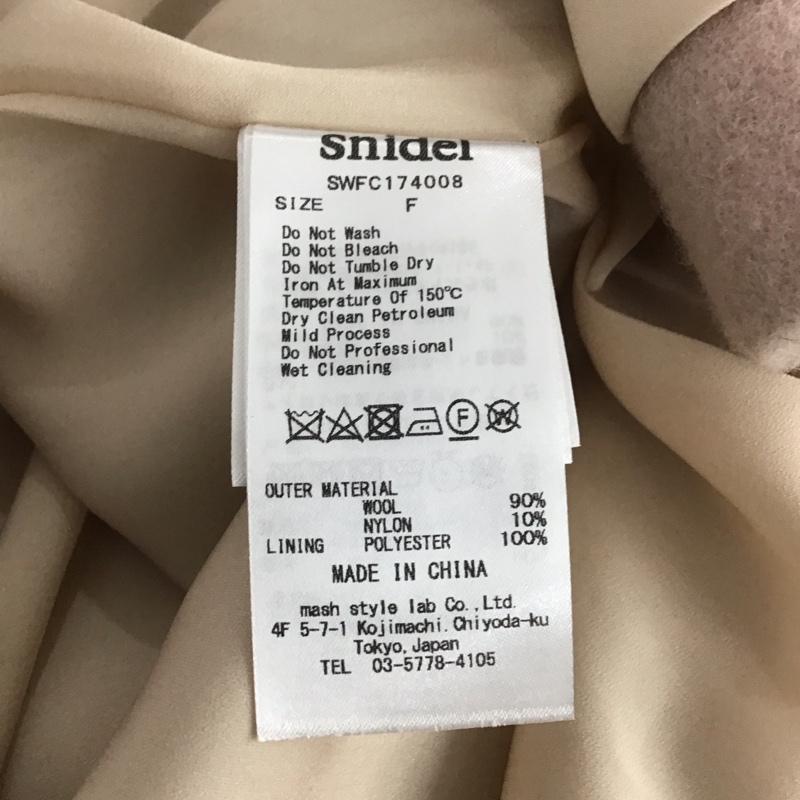 snidel
SWFC174008
SIZE F
Do Not Wash
Do Not Bleach
Do Not Tumble Dry
Iron At Maximum
Temperature Of 150℃
Dry Clean Petroleum
Mild Process
Do Not Professional
Wet Cleaning
F W
OUTER MATERIAL
WOOL 90%
NYLON 10%
LINING POLYESTER 100%
MADE IN CHINA
mash style lab Co.,Ltd.
4F 5-7-1 Kojimachi.Chiyoda-ku
Tokyo,Japan
TEL 03-5778-4105